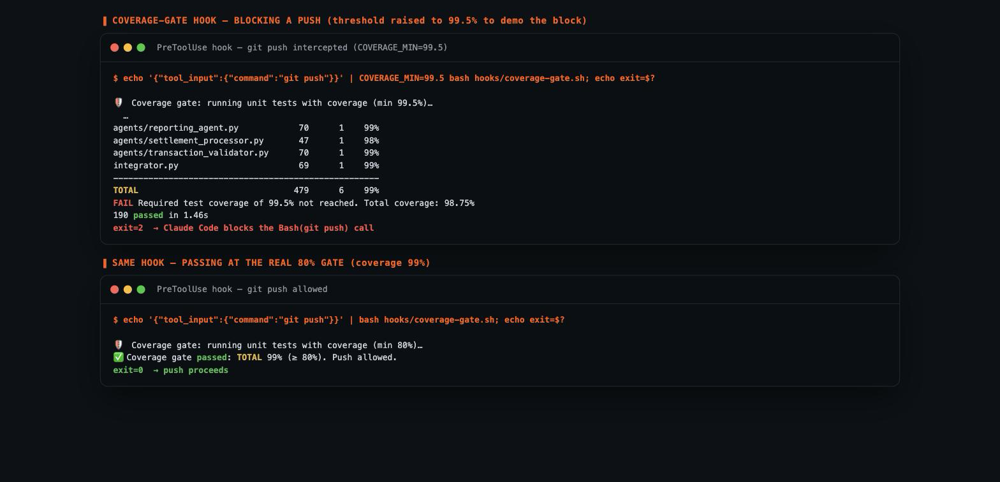 COVERAGE-GATE HOOK — BLOCKING A PUSH (threshold raised to 99.5% to demo the block)
PreToolUse hook — git push intercepted (COVERAGE_MIN=99.5)
$ echo '{"tool_input":{"command":"git push"}}' | COVERAGE_MIN=99.5 bash hooks/coverage-gate.sh; echo exit=$?
🛡️ Coverage gate: running unit tests with coverage (min 99.5%)…
…
agents/reporting_agent.py 70 1 99%
agents/settlement_processor.py 47 1 98%
agents/transaction_validator.py 70 1 99%
integrator.py 69 1 99%
-----------------------------------------------------
TOTAL 479 6 99%
FAIL Required test coverage of 99.5% not reached. Total coverage: 98.75%
190 passed in 1.46s
exit=2 → Claude Code blocks the Bash(git push) call
SAME HOOK — PASSING AT THE REAL 80% GATE (coverage 99%)
PreToolUse hook — git push allowed
$ echo '{"tool_input":{"command":"git push"}}' | bash hooks/coverage-gate.sh; echo exit=$?
🛡️ Coverage gate: running unit tests with coverage (min 80%)…
✅ Coverage gate passed: TOTAL 99% (≥ 80%). Push allowed.
exit=0 → push proceeds